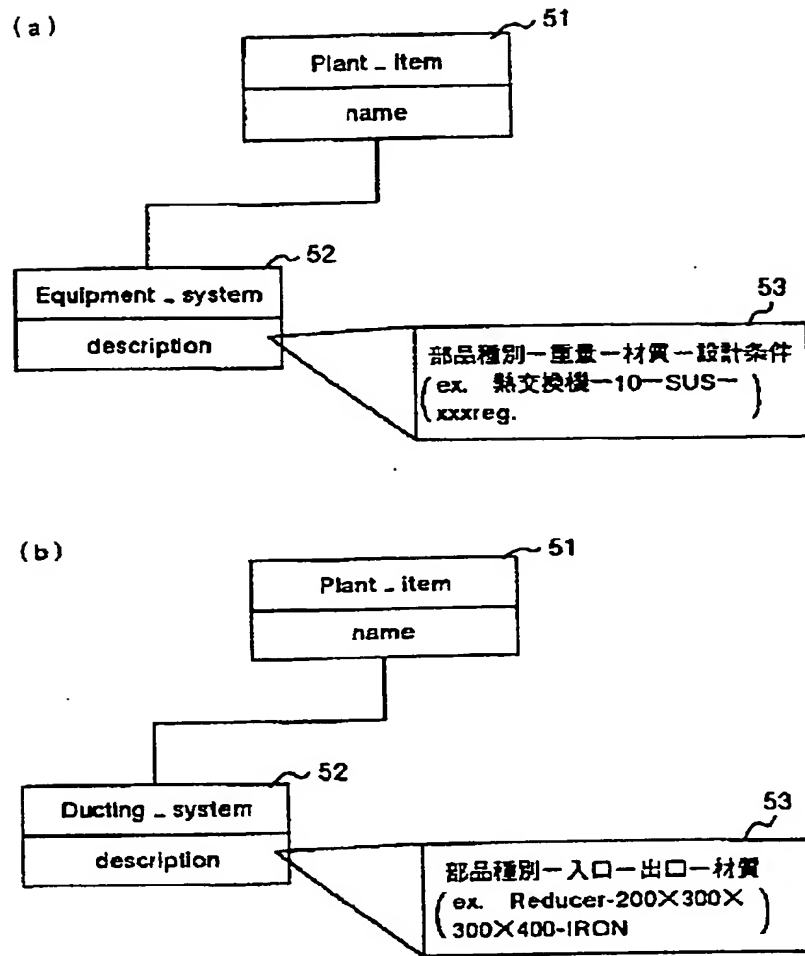 (a)
51
Plant_item
name
52
Equipment_system
description
53
部品種別ー重量ー材質ー設計条件
(ex. 熱交換機ー10ーSUSー
xxxreg.)
(b)
51
Plant_item
name
52
Ducting_system
description
53
部品種別ー入口ー出口ー材質
(ex. Reducer-200×300×
300×400-IRON)